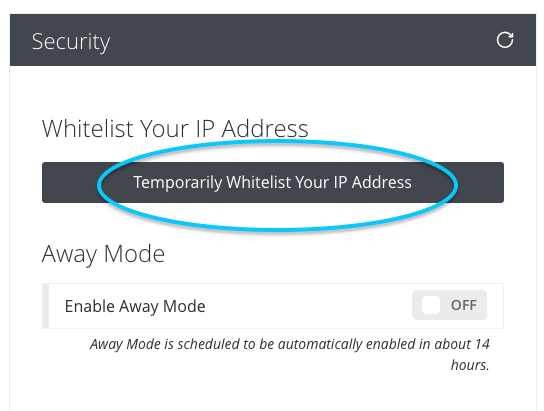 Security
Whitelist Your IP Address
Temporarily Whitelist Your IP Address
Away Mode
Enable Away Mode OFF
Away Mode is scheduled to be automatically enabled in about 14
hours.